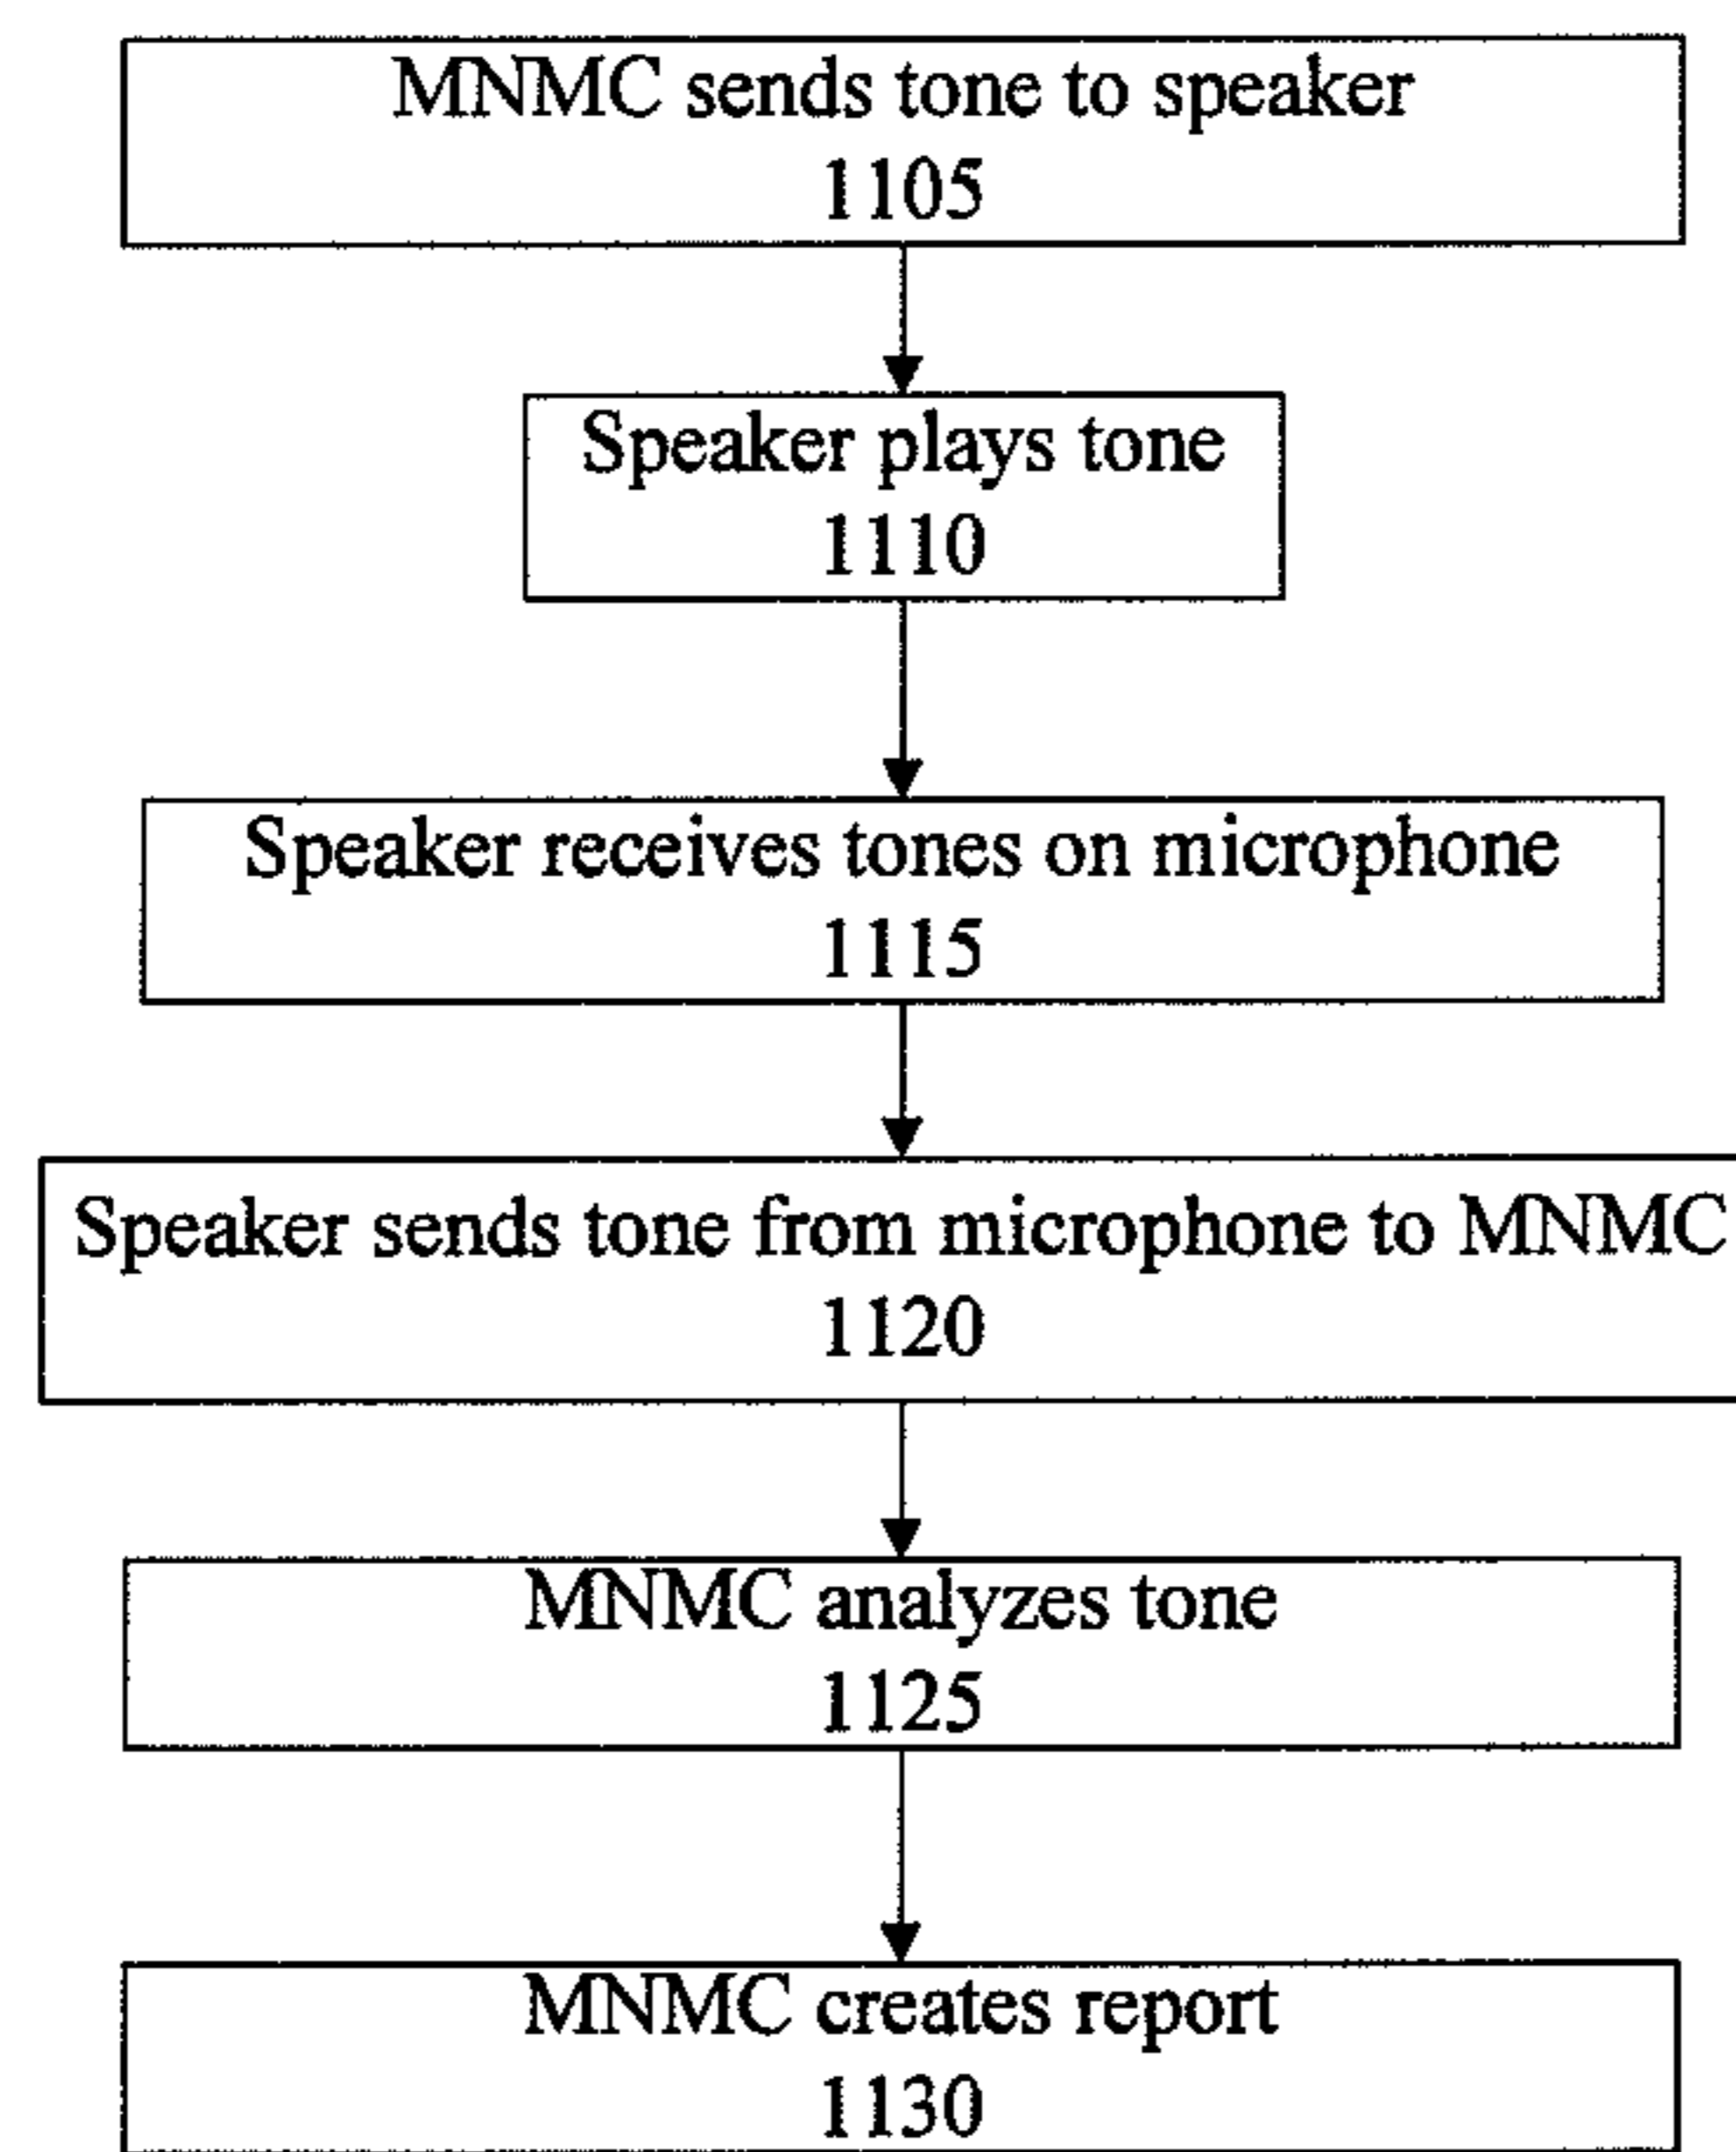 MNMC sends tone to speaker
1105
Speaker plays tone
1110
Speaker receives tones on microphone
1115
Speaker sends tone from microphone to MNMC
1120
MNMC analyzes tone
1125
MNMC creates report
1130